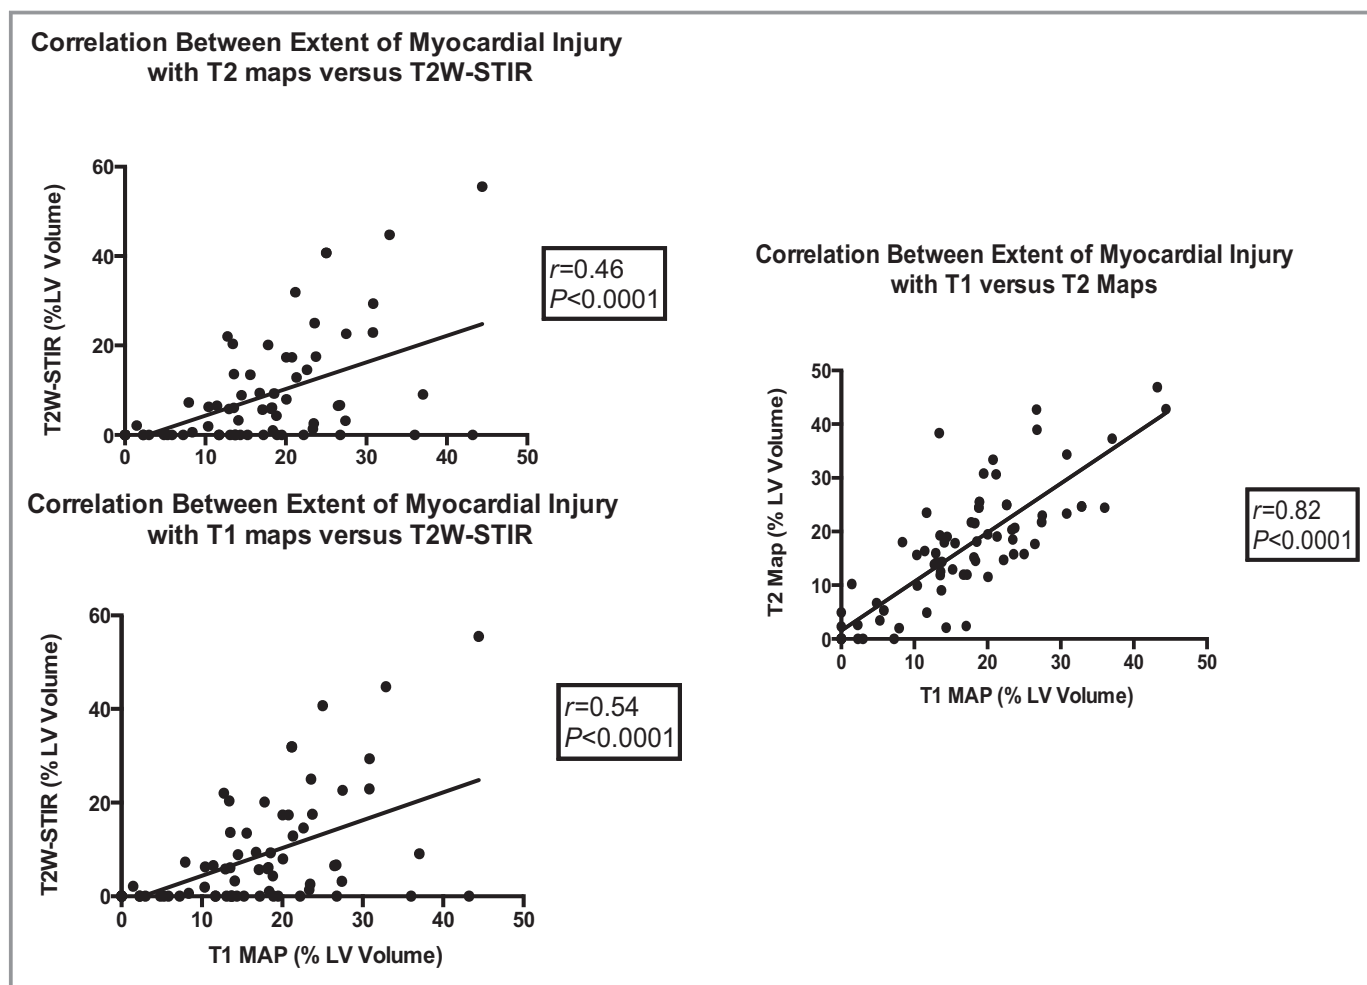 Correlation Between Extent of Myocardial Injury
with T2 maps versus T2W-STIR
T2W-STIR (%LV Volume)
60
40
20
0
0 10 20 30 40 50
r=0.46
P<0.0001
Correlation Between Extent of Myocardial Injury
with T1 maps versus T2W-STIR
T2W-STIR (% LV Volume)
60
40
20
0
0 10 20 30 40 50
T1 MAP (% LV Volume)
r=0.54
P<0.0001
Correlation Between Extent of Myocardial Injury
with T1 versus T2 Maps
T2 Map (% LV Volume)
50
40
30
20
10
0
0 10 20 30 40 50
T1 MAP (% LV Volume)
r=0.82
P<0.0001